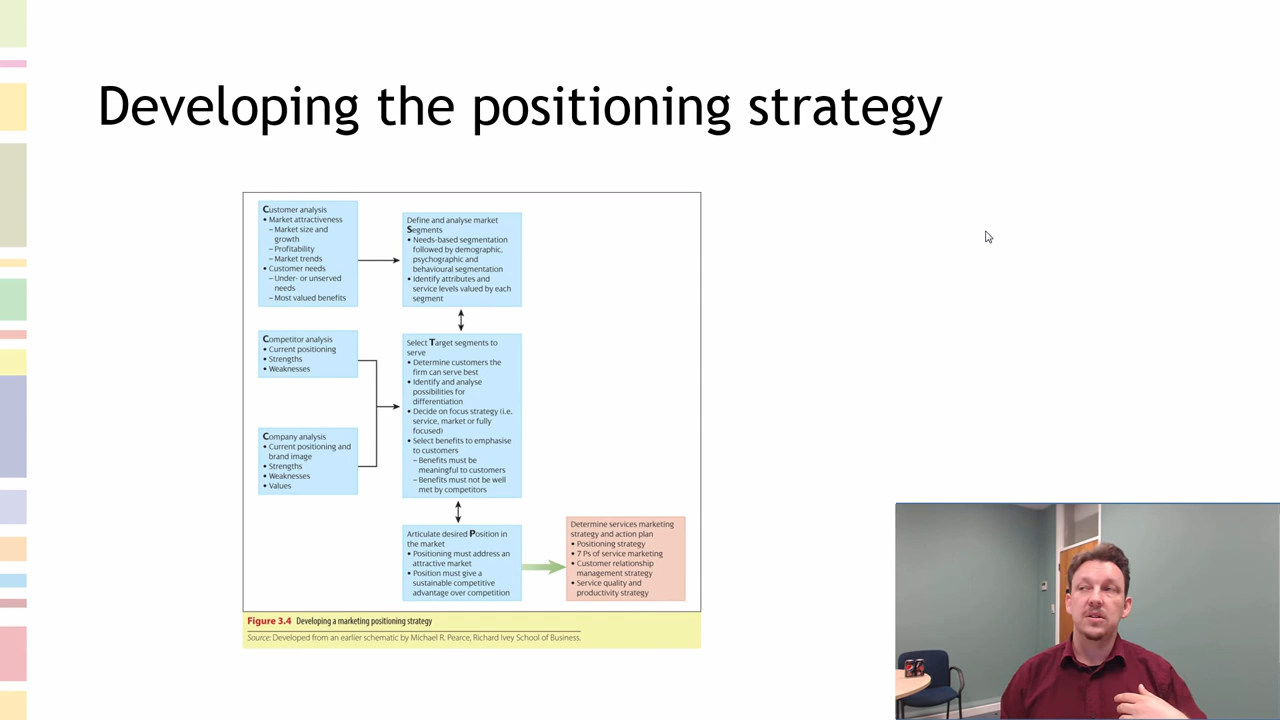 Developing the positioning strategy
Customer analysis
• Market attractiveness
– Market size and
growth
– Profitability
– Market trends
• Customer needs
– Under- or unserved
needs
– Most valued benefits
Define and analyse market
Segments
• Needs-based segmentation
followed by demographic,
psychographic and
behavioural segmentation
• Identify attributes and
service levels valued by each
segment
Competitor analysis
• Current positioning
• Strengths
• Weaknesses
Select Target segments to
serve
• Determine customers the
firm can serve best
• Identify and analyse
possibilities for
differentiation
• Decide on focus strategy (i.e.
service, market or fully
focused)
• Select benefits to emphasise
to customers
– Benefits must be
meaningful to customers
– Benefits must not be well
met by competitors
Company analysis
• Current positioning and
brand image
• Strengths
• Weaknesses
• Values
Articulate desired Position in
the market
• Positioning must address an
attractive market
• Position must give a
sustainable competitive
advantage over competition
Determine services marketing
strategy and action plan
• Positioning strategy
• 7 Ps of service marketing
• Customer relationship
management strategy
• Service quality and
productivity strategy
Figure 3.4 Developing a marketing positioning strategy
Source: Developed from an earlier schematic by Michael R. Pearce, Richard Ivey School of Business.